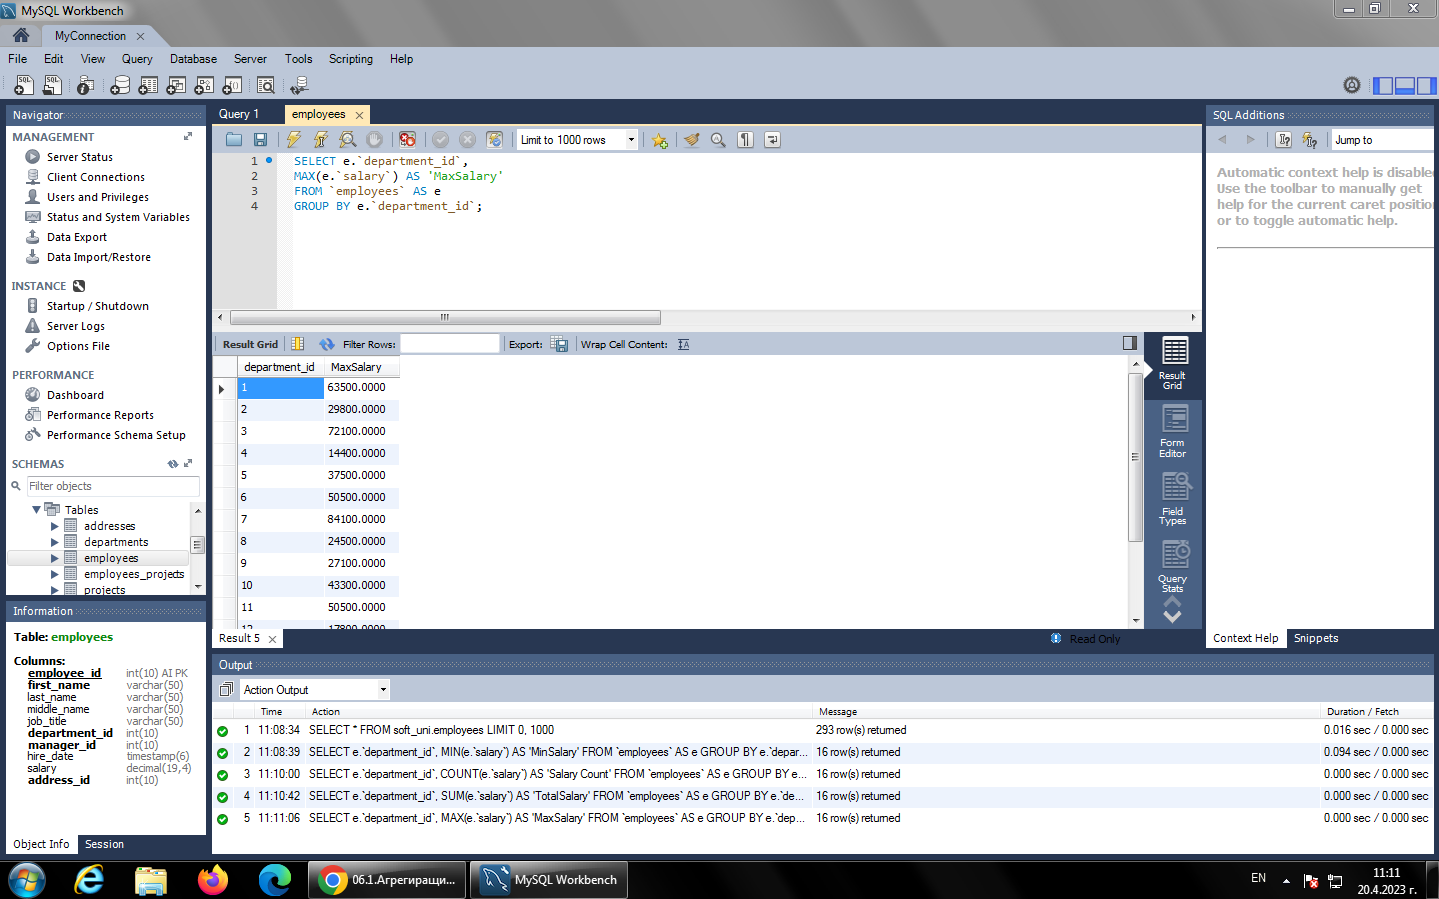 MySQL Workbench
MyConnection
File Edit View Query Database Server Tools Scripting Help
Navigator
MANAGEMENT
Server Status
Client Connections
Users and Privileges
Status and System Variables
Data Export
Data Import/Restore
INSTANCE
Startup / Shutdown
Server Logs
Options File
PERFORMANCE
Dashboard
Performance Reports
Performance Schema Setup
SCHEMAS
Filter objects
Tables
addresses
departments
employees
employees_projects
projects
Information
Table: employees
Columns:
employee_id int(10) AI PK
first_name varchar(50)
last_name varchar(50)
middle_name varchar(50)
job_title varchar(50)
department_id int(10)
manager_id int(10)
hire_date timestamp(6)
salary decimal(19,4)
address_id int(10)
Object Info Session
Query 1 employees
Limit to 1000 rows
1 SELECT e.`department_id`,
2 MAX(e.`salary`) AS 'MaxSalary'
3 FROM `employees` AS e
4 GROUP BY e.`department_id`;
Result Grid Filter Rows: Export: Wrap Cell Content:
department_id MaxSalary
1 63500.0000
2 29800.0000
3 72100.0000
4 14400.0000
5 37500.0000
6 50500.0000
7 84100.0000
8 24500.0000
9 27100.0000
10 43300.0000
11 50500.0000
12 17800.0000
Result Grid
Form Editor
Field Types
Query Stats
Result 5
Read Only
SQL Additions
Jump to
Automatic context help is disabled
Use the toolbar to manually get
help for the current caret position
or to toggle automatic help.
Context Help Snippets
Output
Action Output
Time Action Message Duration / Fetch
1 11:08:34 SELECT * FROM soft_uni.employees LIMIT 0, 1000 293 row(s) returned 0.016 sec / 0.000 sec
2 11:08:39 SELECT e.`department_id`, MIN(e.`salary`) AS 'MinSalary' FROM `employees` AS e GROUP BY e.`depar... 16 row(s) returned 0.094 sec / 0.000 sec
3 11:10:00 SELECT e.`department_id`, COUNT(e.`salary`) AS 'Salary Count' FROM `employees` AS e GROUP BY e... 16 row(s) returned 0.000 sec / 0.000 sec
4 11:10:42 SELECT e.`department_id`, SUM(e.`salary`) AS 'TotalSalary' FROM `employees` AS e GROUP BY e.`de... 16 row(s) returned 0.000 sec / 0.000 sec
5 11:11:06 SELECT e.`department_id`, MAX(e.`salary`) AS 'MaxSalary' FROM `employees` AS e GROUP BY e.`dep... 16 row(s) returned 0.000 sec / 0.000 sec
06.1.Агрегиращи...
MySQL Workbench
EN
11:11
20.4.2023 г.